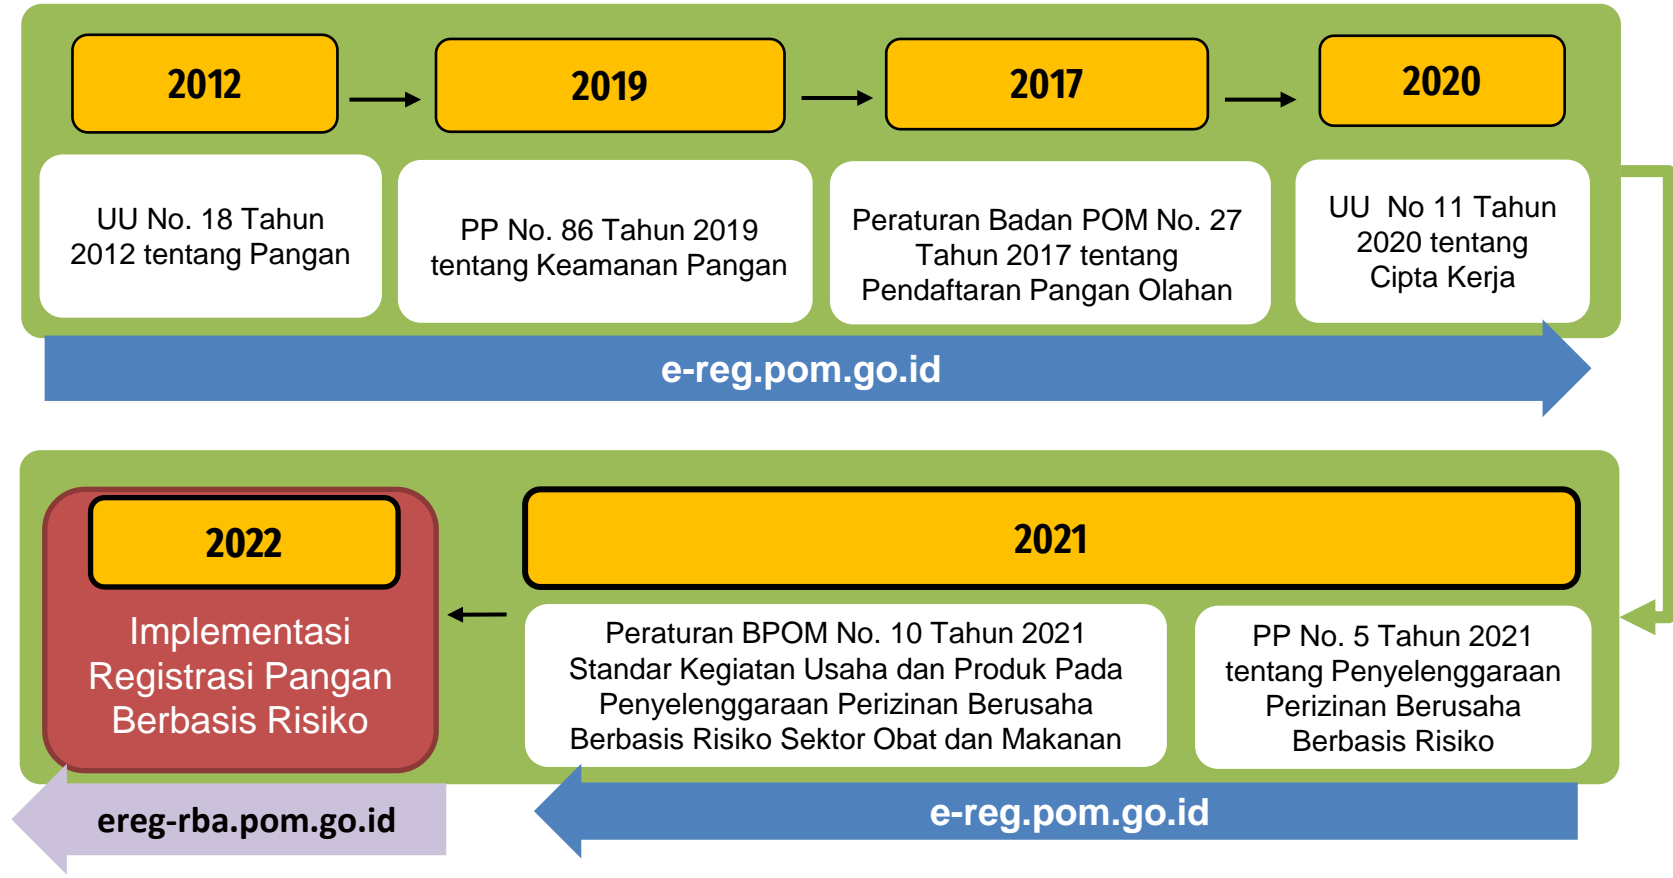 2012
2019
2017
2020
UU No. 18 Tahun
2012 tentang Pangan
PP No. 86 Tahun 2019
tentang Keamanan Pangan
Peraturan Badan POM No. 27
Tahun 2017 tentang
Pendaftaran Pangan Olahan
UU No 11 Tahun
2020 tentang
Cipta Kerja
e-reg.pom.go.id
2021
PP No. 5 Tahun 2021
tentang Penyelenggaraan
Perizinan Berusaha
Berbasis Risiko
Peraturan BPOM No. 10 Tahun 2021
Standar Kegiatan Usaha dan Produk Pada
Penyelenggaraan Perizinan Berusaha
Berbasis Risiko Sektor Obat dan Makanan
e-reg.pom.go.id
2022
Implementasi
Registrasi Pangan
Berbasis Risiko
ereg-rba.pom.go.id